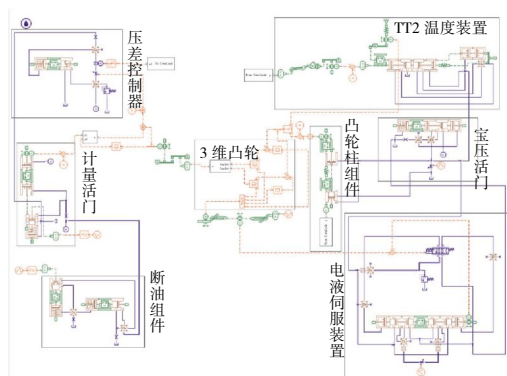 压差控制器
TT2 温度装置
计量活门
3 维凸轮
凸轮柱组件
宝压活门
断油组件
电液伺服装置